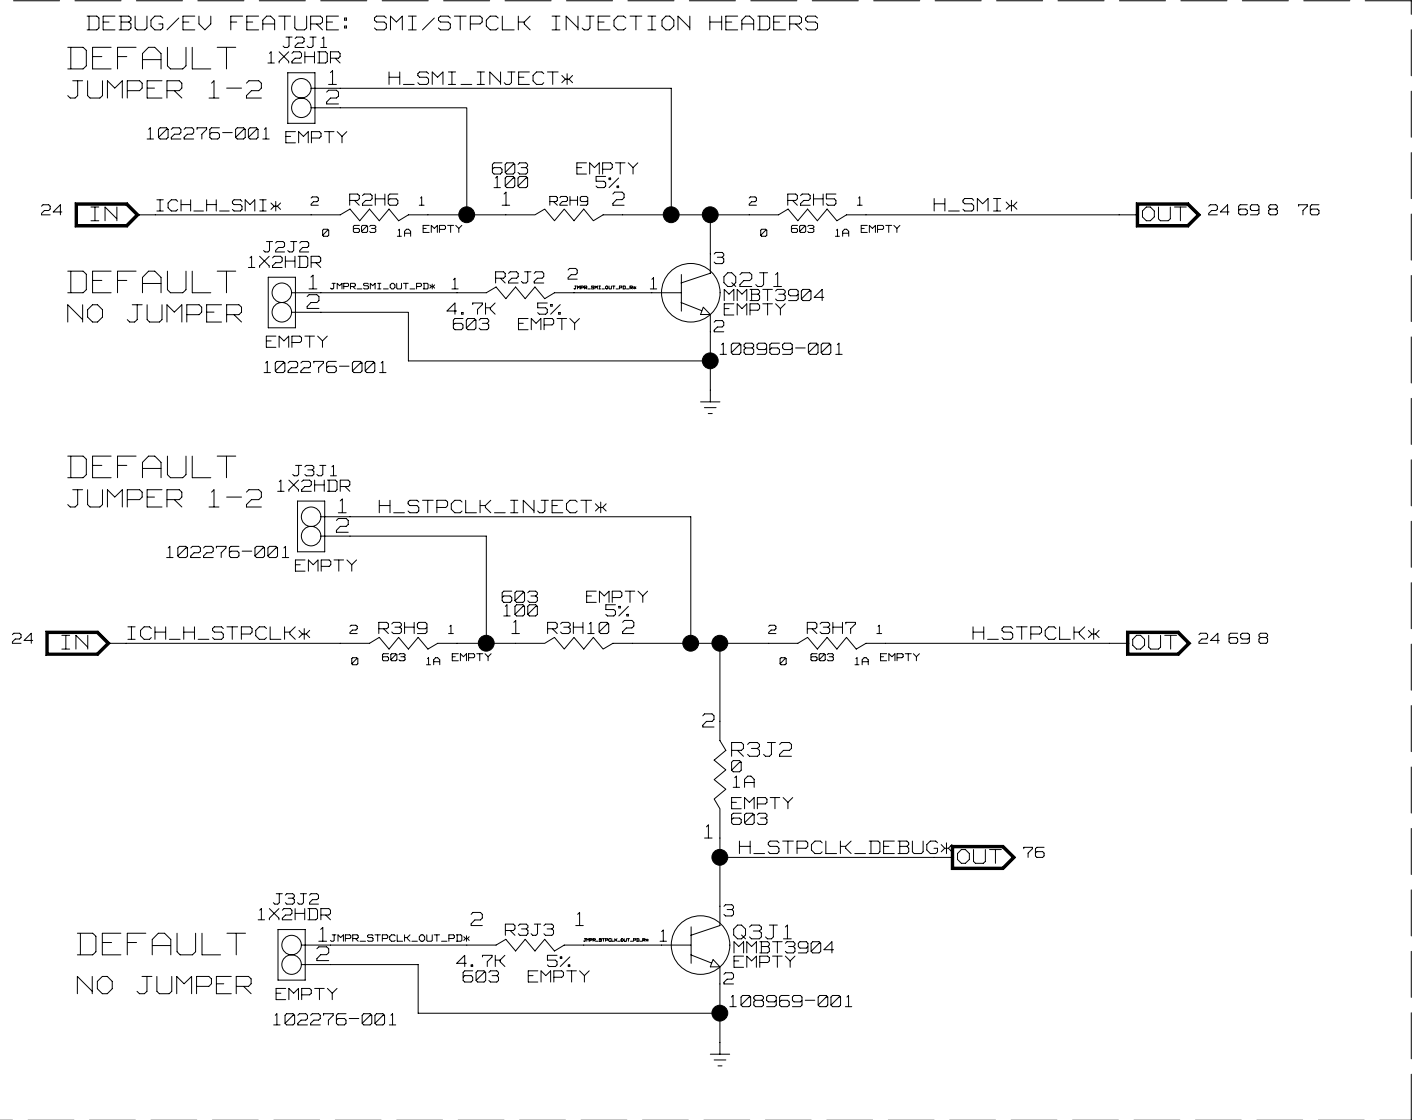 DEBUG/EV FEATURE: SMI/STPCLK INJECTION HEADERS
J2J1
DEFAULT 1X2HDR
JUMPER 1-2
1 H_SMI_INJECT*
2
102276-001 EMPTY
603 EMPTY
100 5%
24 IN ICH_H_SMI* 2 R2H6 1 1 R2H9 2 2 R2H5 1 H_SMI* OUT 24 69 8 76
0 603 1A EMPTY 0 603 1A EMPTY
J2J2
1X2HDR
DEFAULT
NO JUMPER
1 JMPR_SMI_OUT_PD* 1 R2J2 2 JMPR_SMI_OUT_PD_R* 1
2
3
Q2J1
MMBT3904
EMPTY
2
4.7K 5%
603 EMPTY
EMPTY
102276-001
108969-001
DEFAULT
JUMPER 1-2
J3J1
1X2HDR
1 H_STPCLK_INJECT*
2
102276-001
EMPTY
603 EMPTY
100 5%
24 IN ICH_H_STPCLK* 2 R3H9 1 1 R3H10 2 2 R3H7 1 H_STPCLK* OUT 24 69 8
0 603 1A EMPTY 0 603 1A EMPTY
2
R3J2
0
1A
EMPTY
603
1
H_STPCLK_DEBUG* OUT 76
J3J2
1X2HDR
DEFAULT
NO JUMPER
1 JMPR_STPCLK_OUT_PD* 2 R3J3 1 JMPR_STPCLK_OUT_PD_R* 1
2
3
Q3J1
MMBT3904
EMPTY
2
4.7K 5%
603 EMPTY
EMPTY
102276-001
108969-001